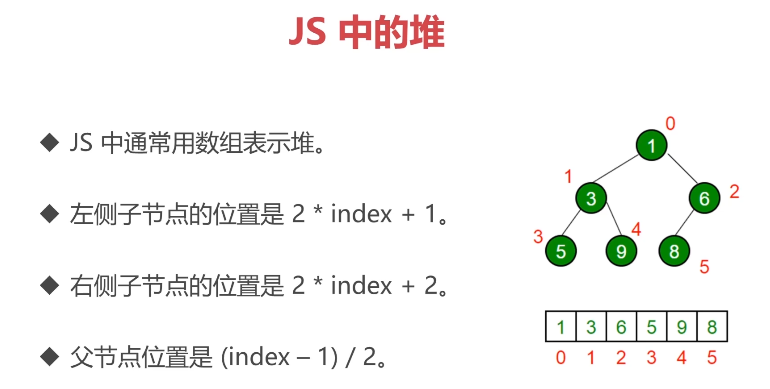 JS 中的堆
◆ JS 中通常用数组表示堆。
◆ 左侧子节点的位置是 2 * index + 1。
◆ 右侧子节点的位置是 2 * index + 2。
◆ 父节点位置是 (index – 1) / 2。
0
1
1
3
6
2
3
5
9
4
8
5
1 3 6 5 9 8
0 1 2 3 4 5